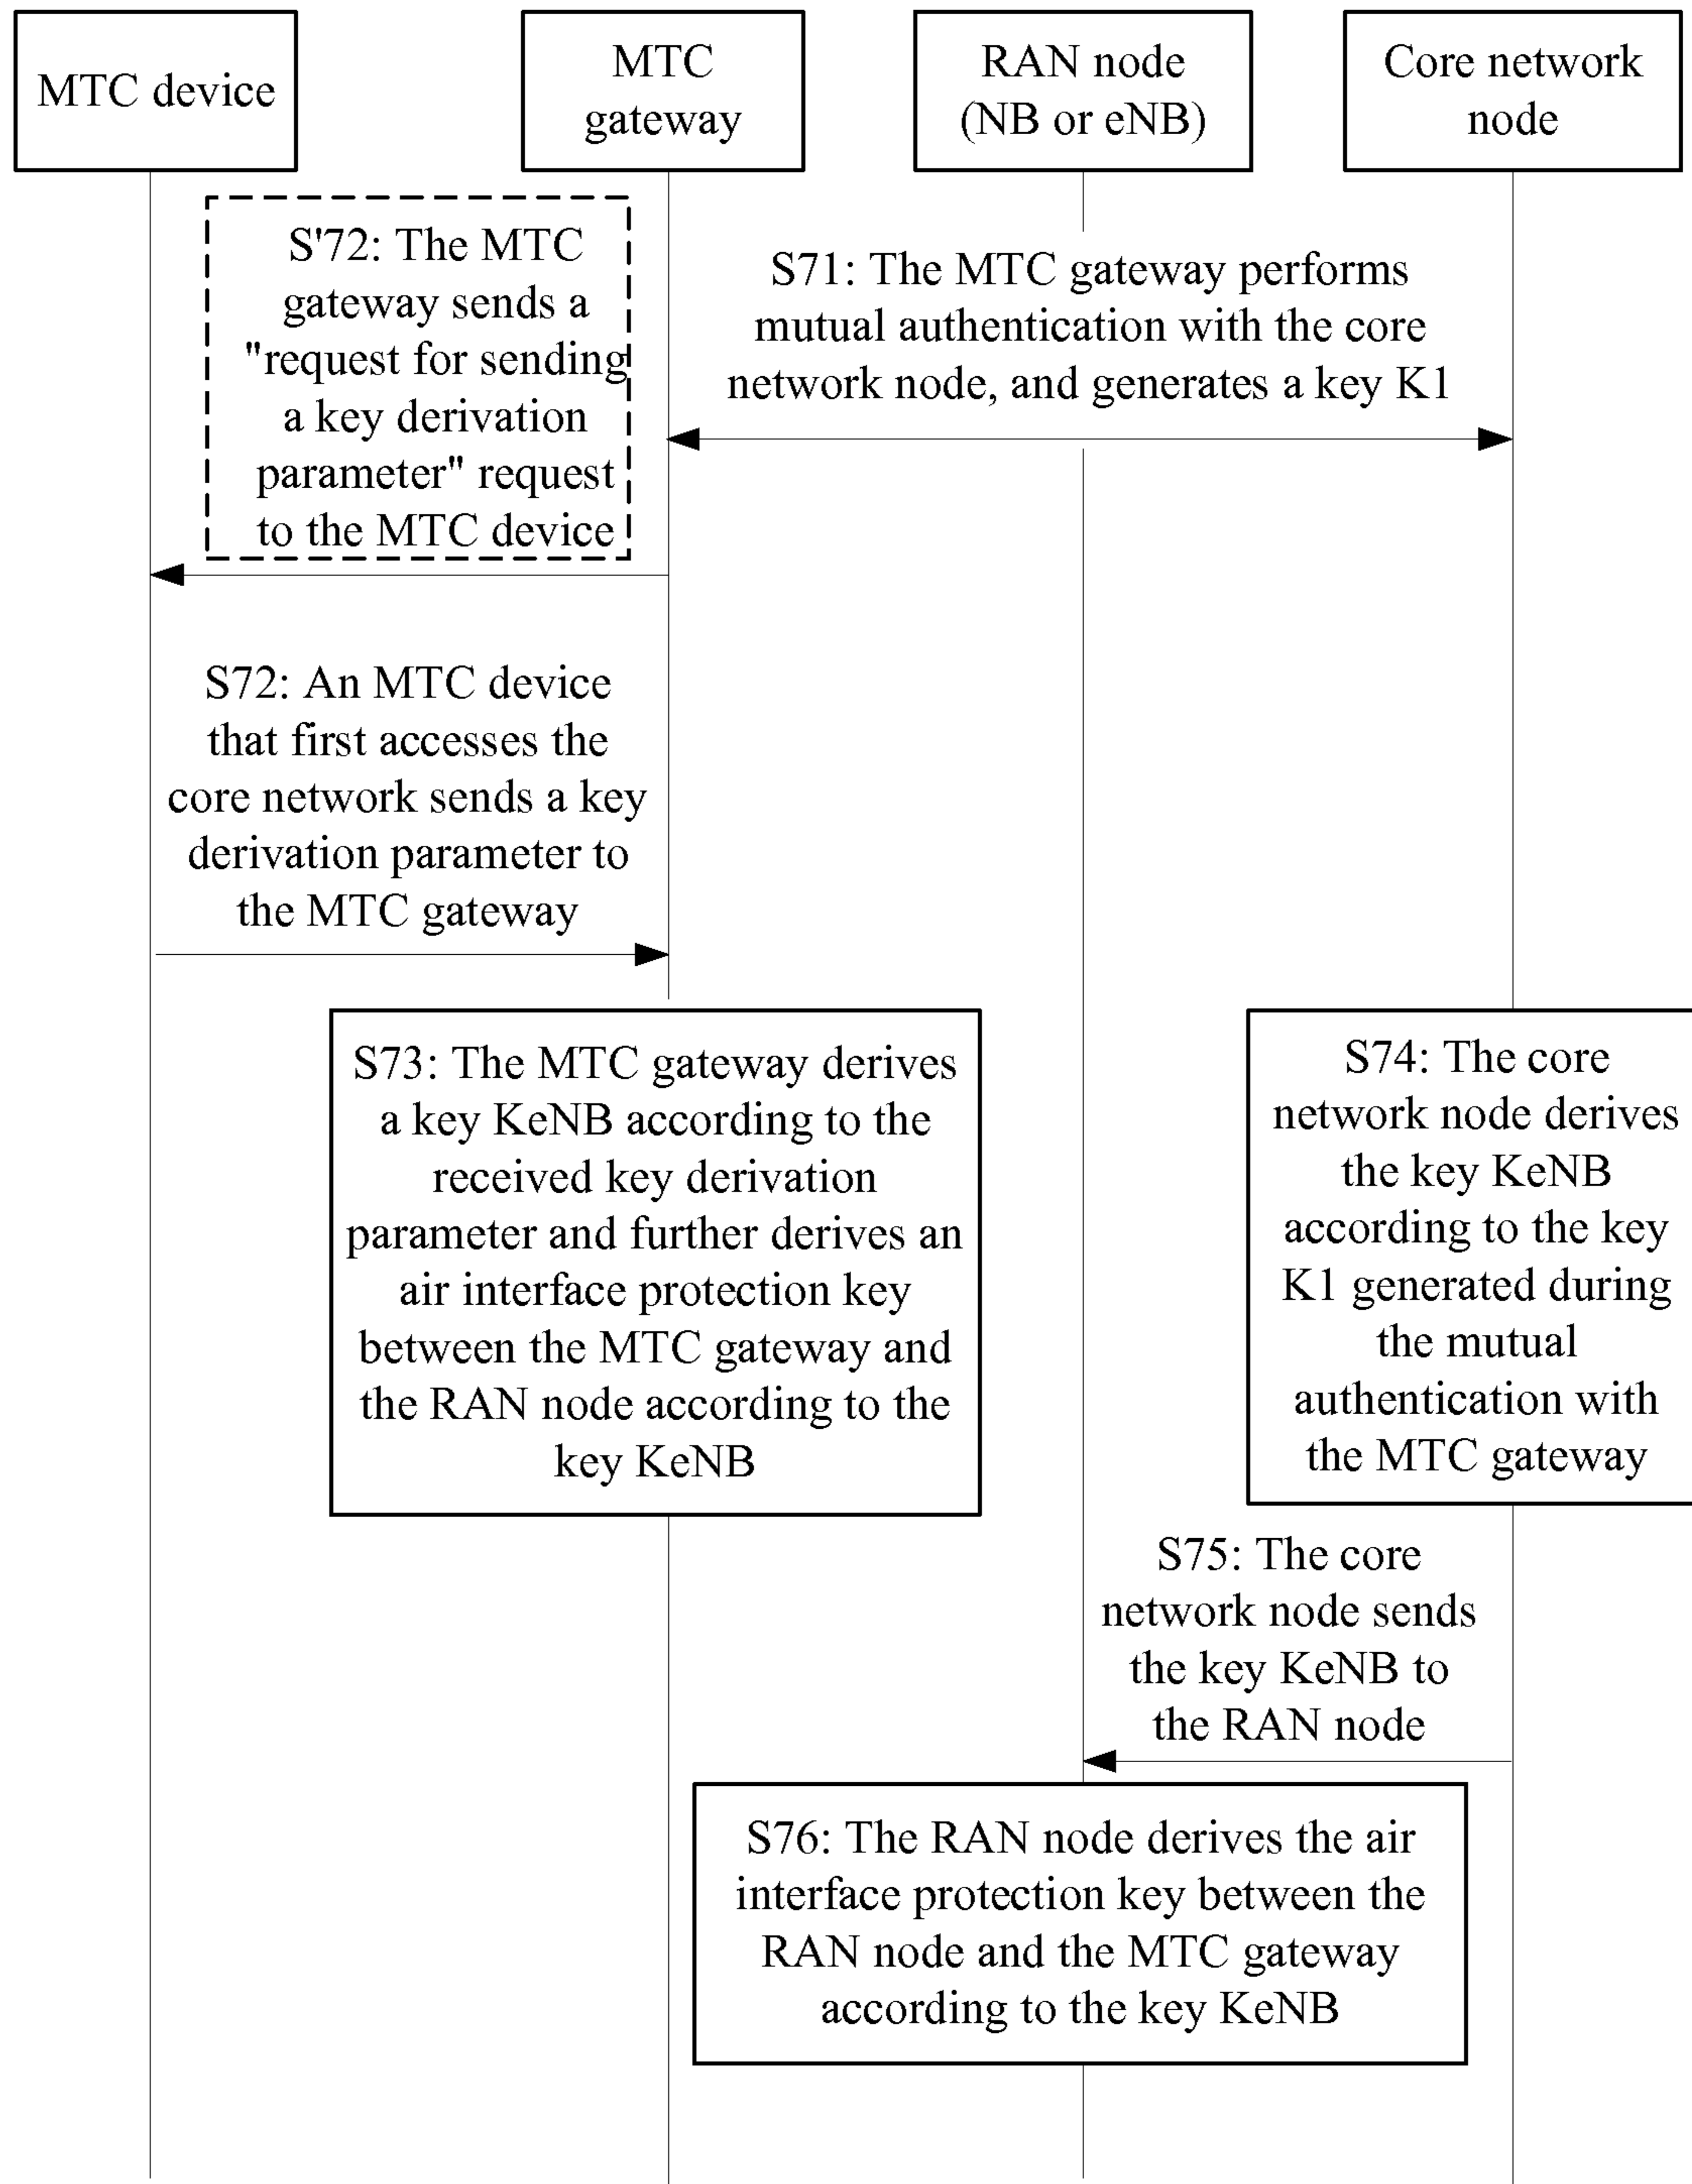 MTC device
MTC
gateway
RAN node
(NB or eNB)
Core network
node
S'72: The MTC
gateway sends a
"request for sending
a key derivation
parameter" request
to the MTC device
S71: The MTC gateway performs
mutual authentication with the core
network node, and generates a key K1
S72: An MTC device
that first accesses the
core network sends a key
derivation parameter to
the MTC gateway
S73: The MTC gateway derives
a key KeNB according to the
received key derivation
parameter and further derives an
air interface protection key
between the MTC gateway and
the RAN node according to the
key KeNB
S74: The core
network node derives
the key KeNB
according to the key
K1 generated during
the mutual
authentication with
the MTC gateway
S75: The core
network node sends
the key KeNB to
the RAN node
S76: The RAN node derives the air
interface protection key between the
RAN node and the MTC gateway
according to the key KeNB